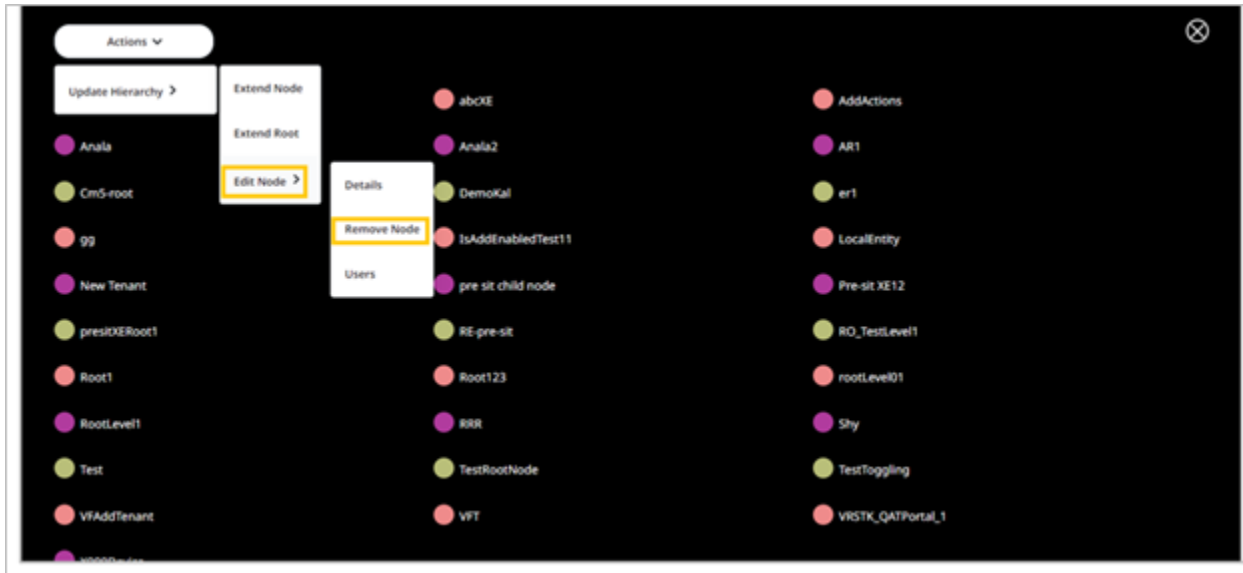 Actions
Update Hierarchy
Extend Node
Extend Root
Edit Node
Details
Remove Node
Users
abcXE
AddActions
Anala
Anala2
AR1
Cm5-root
DemoKal
er1
gg
IsAddEnabledTest11
LocalEntity
New Tenant
pre sit child node
Pre-sit XE12
presitXERoot1
RE-pre-sit
RO_TestLevel1
Root1
Root123
rootLevel01
RootLevel1
RRR
Shy
Test
TestRootNode
TestToggling
VFAddTenant
VFT
VRSTK_QATPortal_1